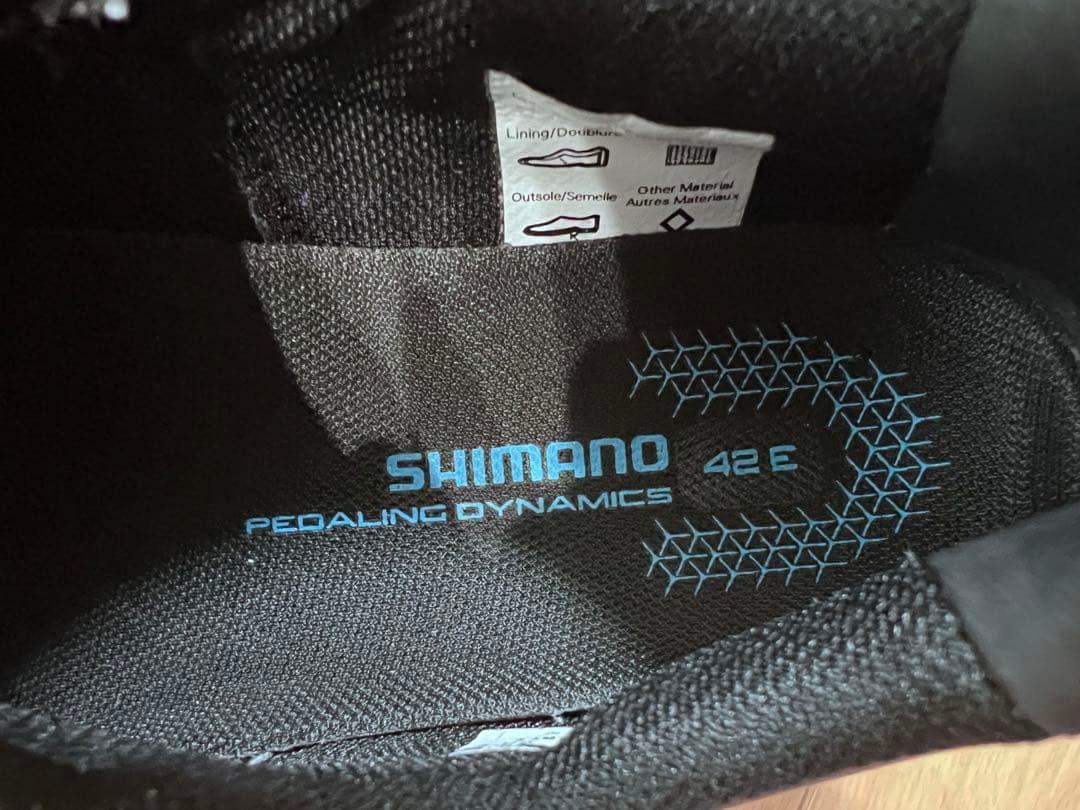 Lining/Doublure
Outsole/Semelle
Other Material
Autres Materiaux
SHIMANO 42 E
PEDALING DYNAMICS